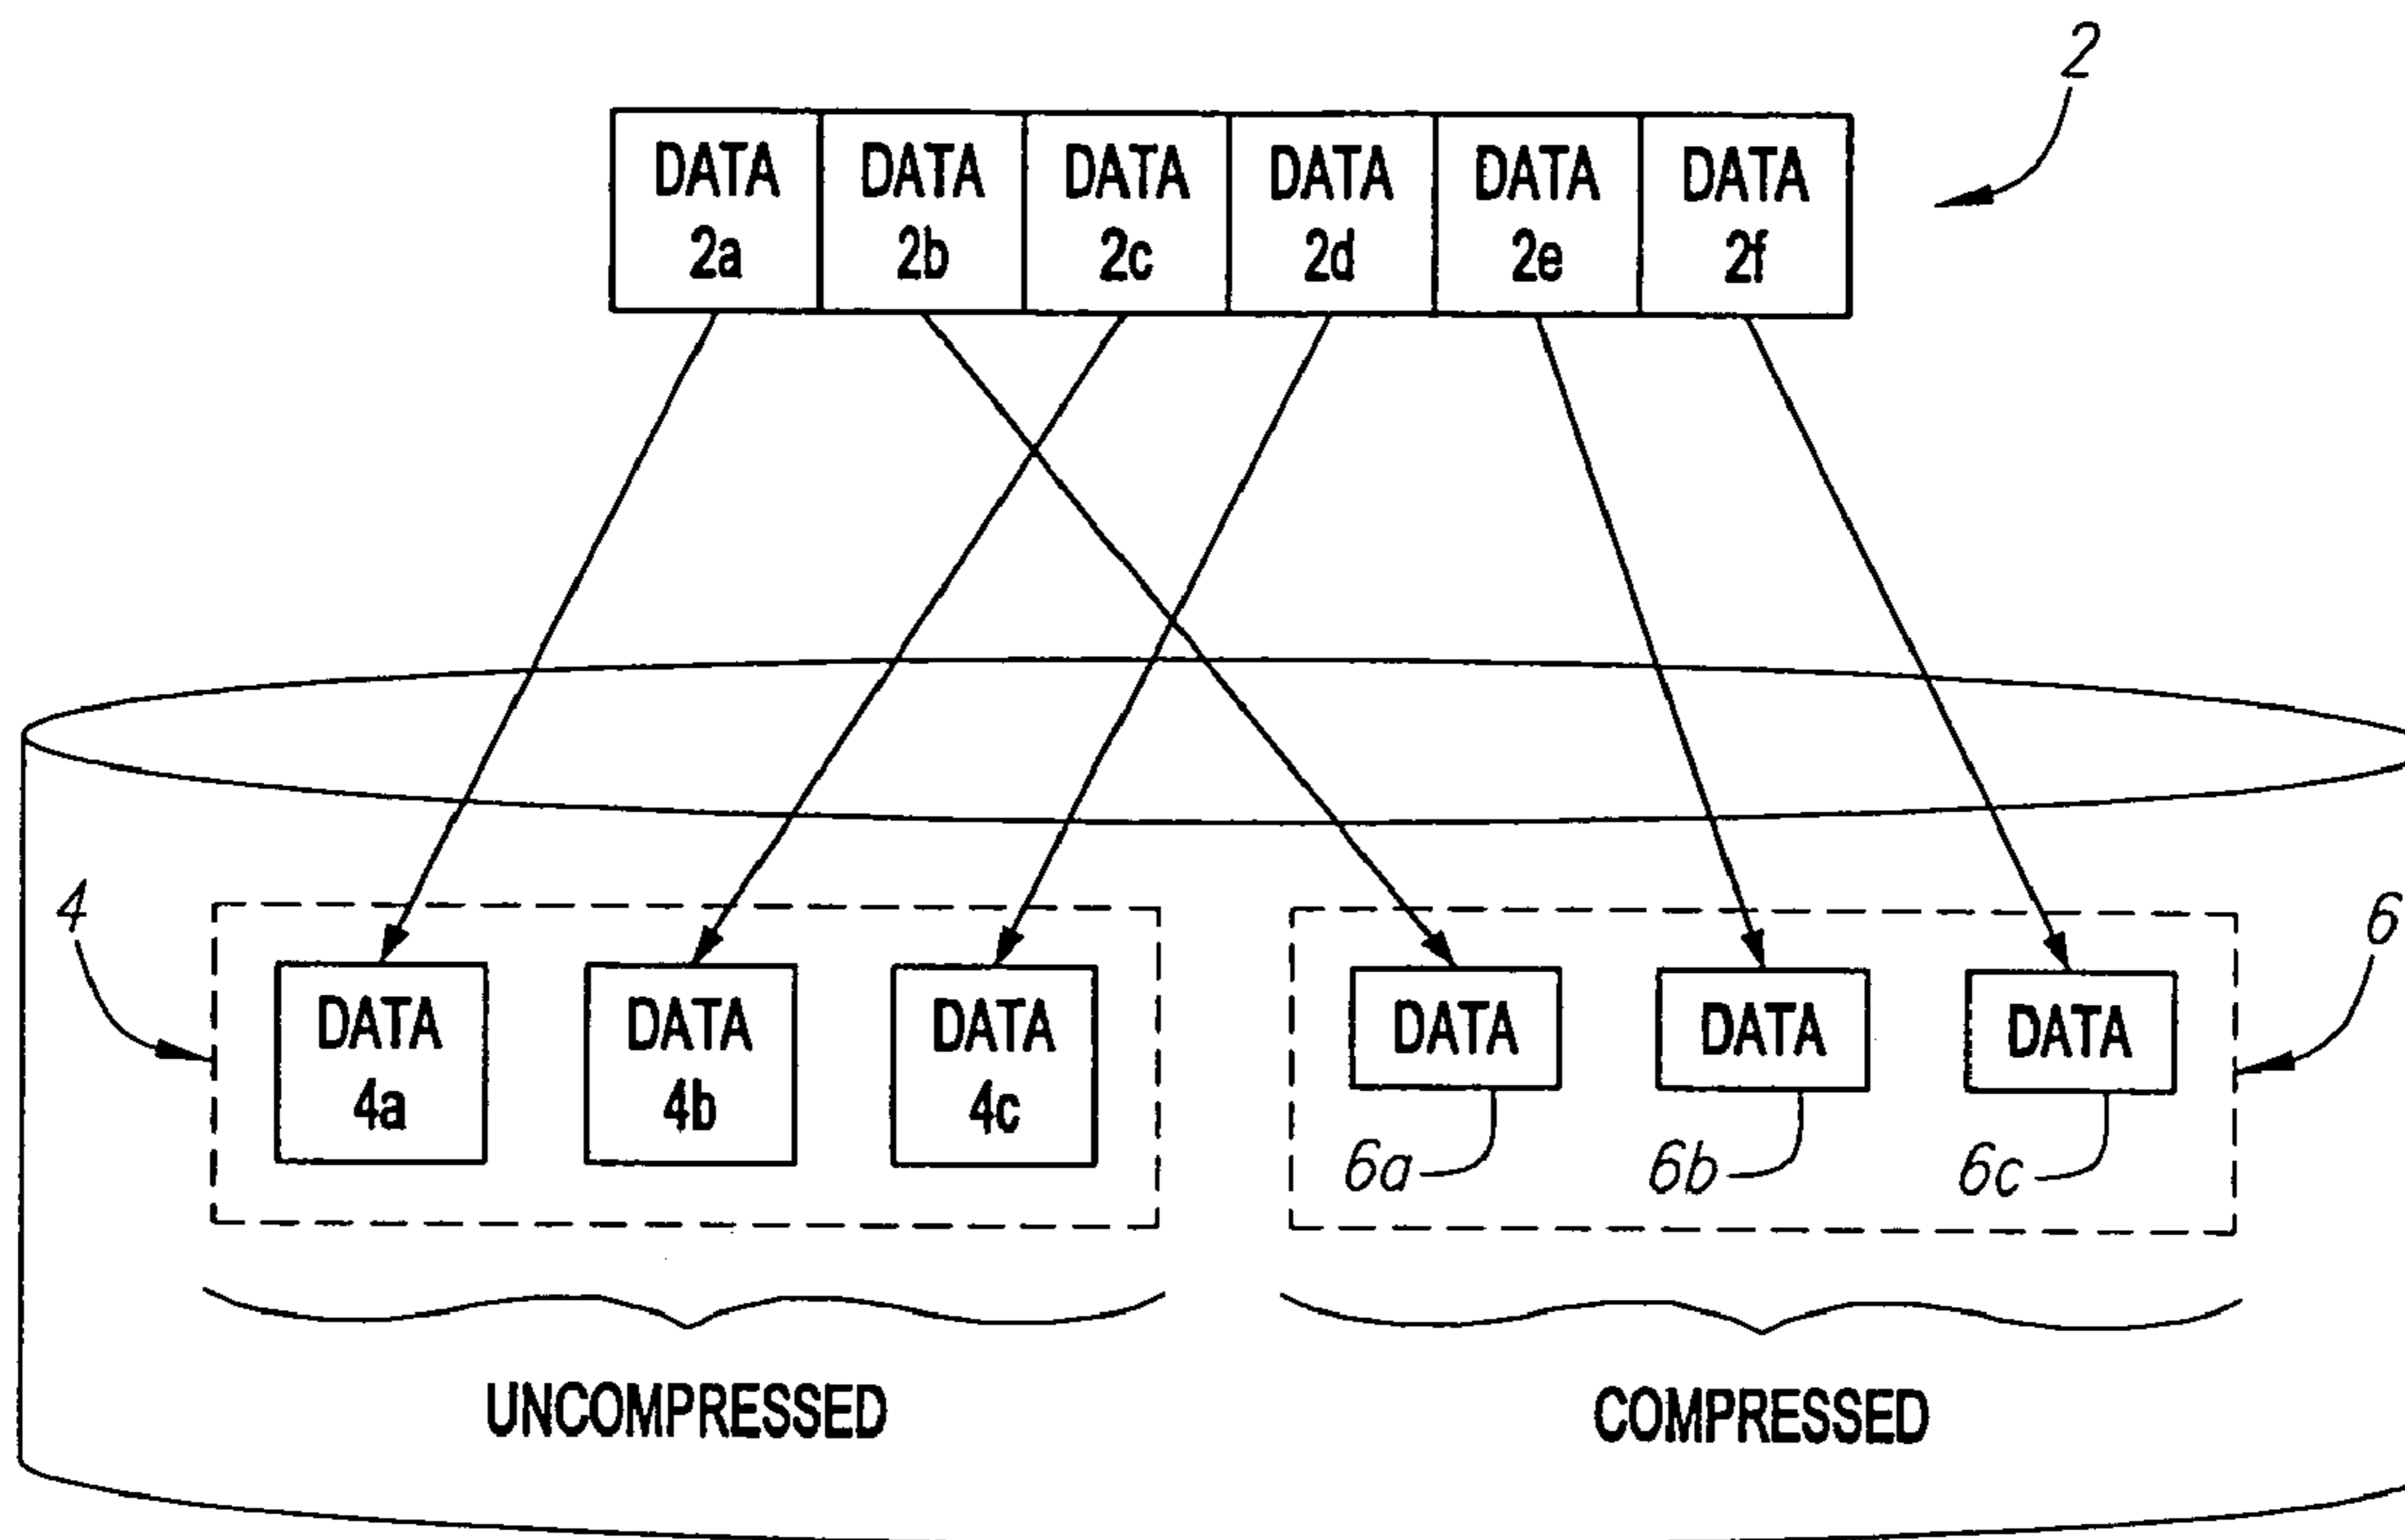 2
DATA 2a
DATA 2b
DATA 2c
DATA 2d
DATA 2e
DATA 2f
4
6
DATA 4a
DATA 4b
DATA 4c
DATA
DATA
DATA
6a
6b
6c
UNCOMPRESSED
COMPRESSED